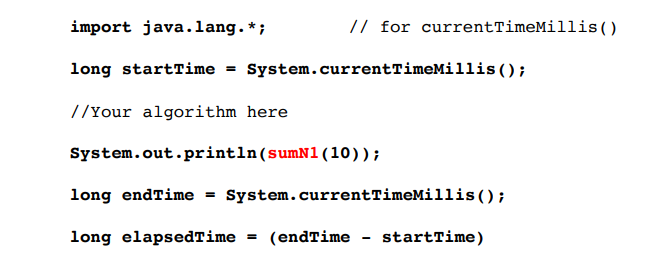 import java.lang.*; // for currentTimeMillis()
long startTime = System.currentTimeMillis();
//Your algorithm here
System.out.println(sumN1(10));
long endTime = System.currentTimeMillis();
long elapsedTime = (endTime – startTime)